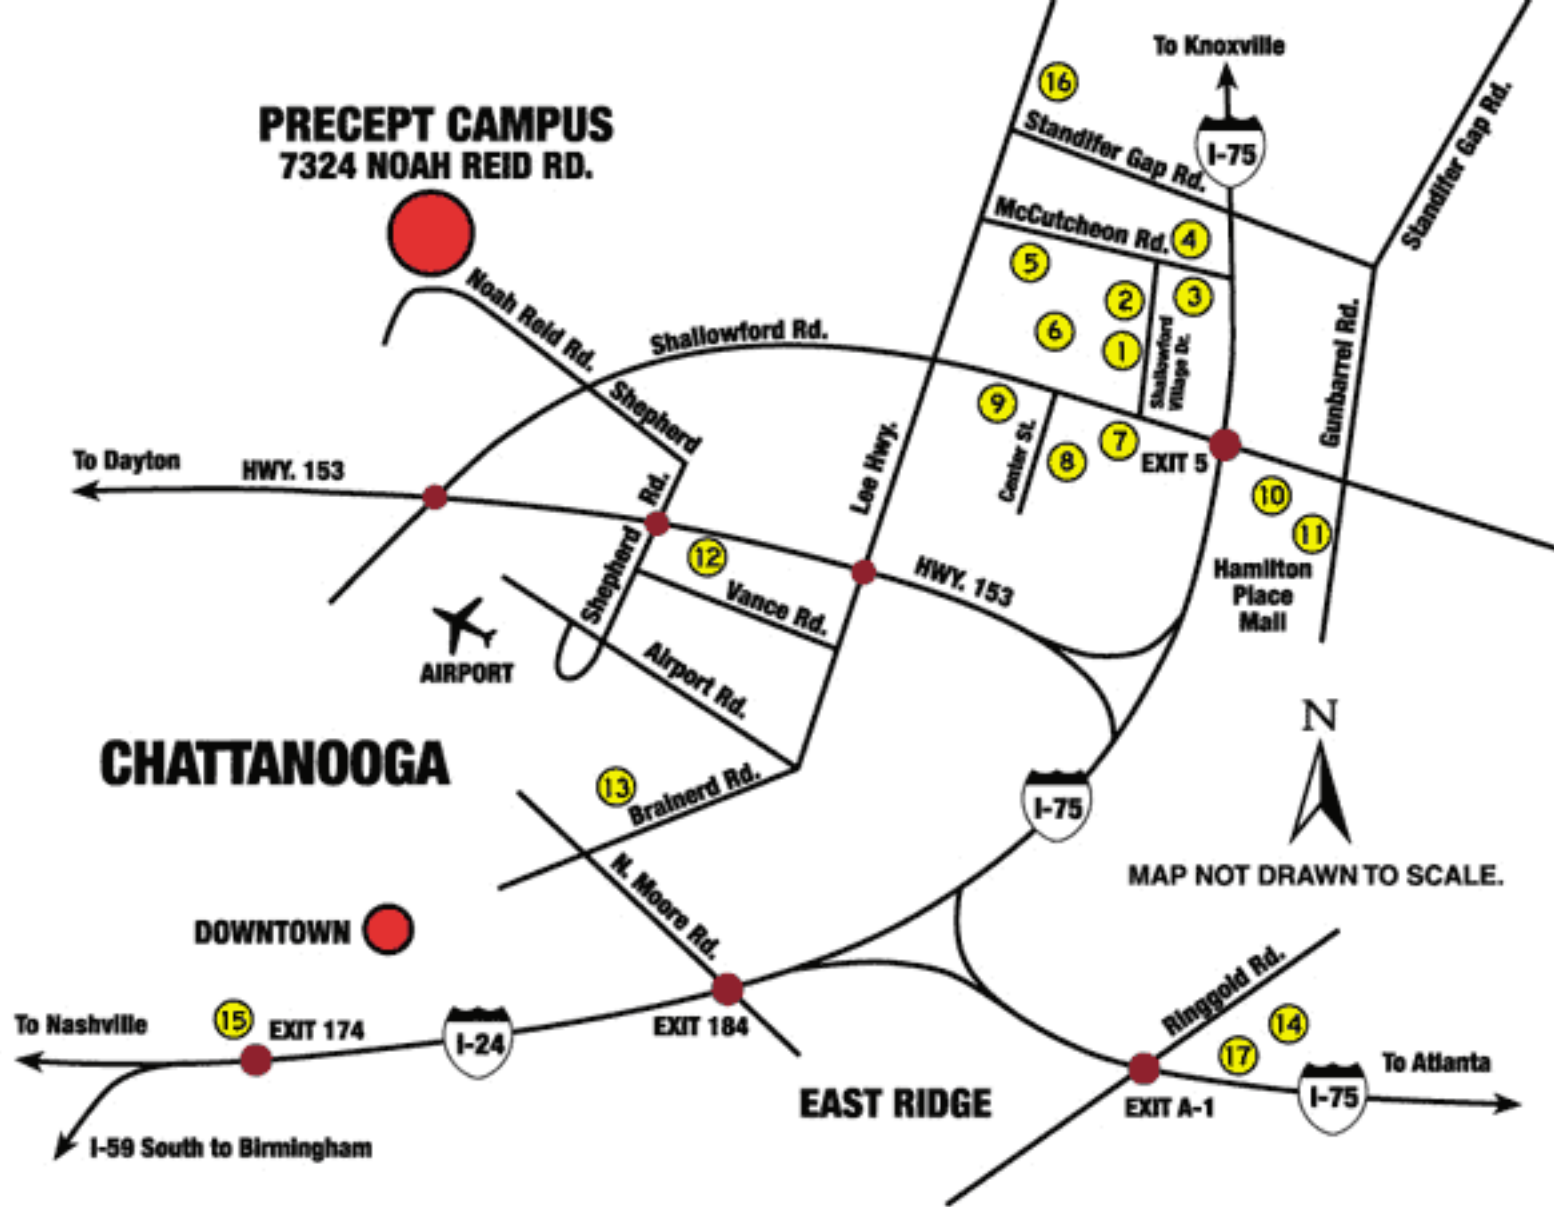 To Knoxville
16
I-75
Standifer Gap Rd.
Standifer Gap Rd.
PRECEPT CAMPUS
7324 NOAH REID RD.
McCutcheon Rd.
4
5
2
3
6
1
Shallowford
Village Dr.
Noah Reid Rd.
Shallowford Rd.
Gunbarrel Rd.
Shepherd
Rd.
9
Center St.
8
7
EXIT 5
Lee Hwy.
To Dayton
HWY. 153
10
11
Hamilton
Place
Mall
Shepherd
12
Vance Rd.
HWY. 153
AIRPORT
Airport Rd.
N
CHATTANOOGA
13
Brainerd Rd.
I-75
MAP NOT DRAWN TO SCALE.
N. Moore Rd.
DOWNTOWN
Ringgold Rd.
15
EXIT 174
To Nashville
I-24
EXIT 184
14
17
To Atlanta
I-75
EXIT A-1
EAST RIDGE
I-59 South to Birmingham